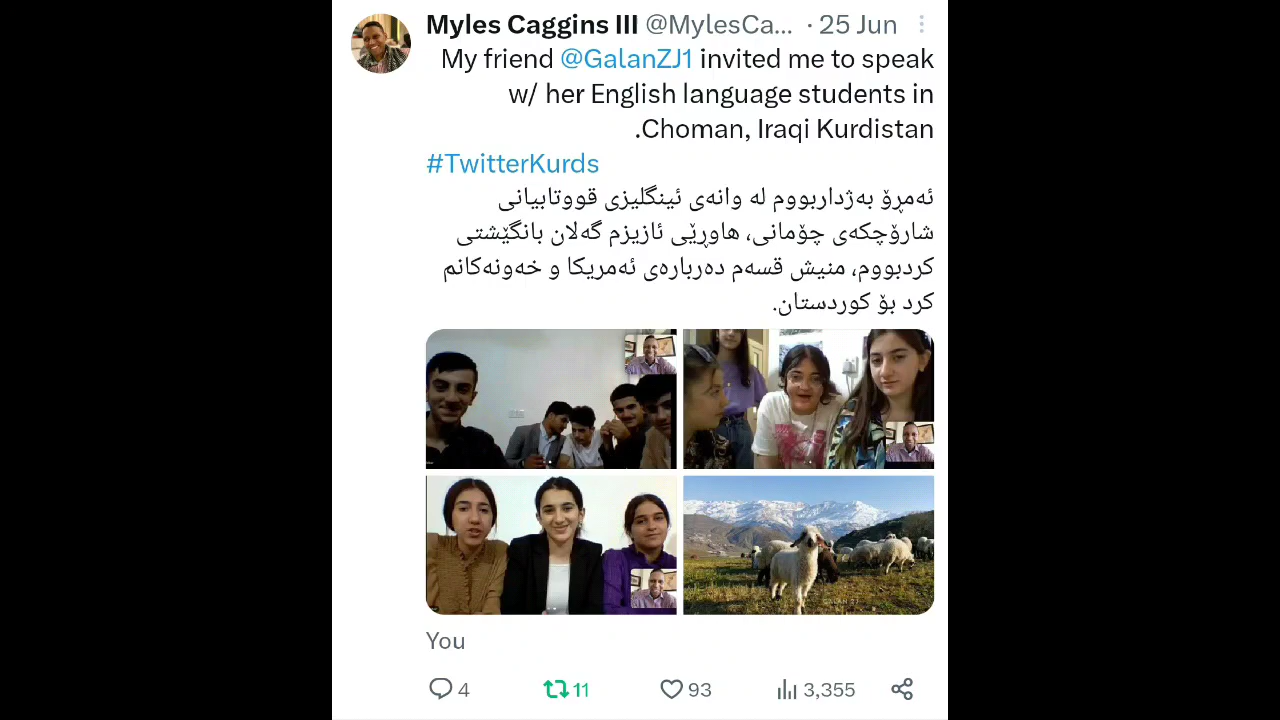 Myles Caggins III @MylesCa... · 25 Jun
My friend @GalanZJ1 invited me to speak
w/ her English language students in
.Choman, Iraqi Kurdistan
#TwitterKurds
ئەمڕۆ بەژداربووم لە وانەی ئینگلیزی قووتابیانی
شارۆچکەی چۆمانی، هاوڕێی ئازیزم گەلان بانگێشتی
کردبووم، منیش قسەم دەربارەی ئەمریکا و خەونەکانم
کرد بۆ کوردستان.
GALAN ZJ
You
4 11 93 3,355